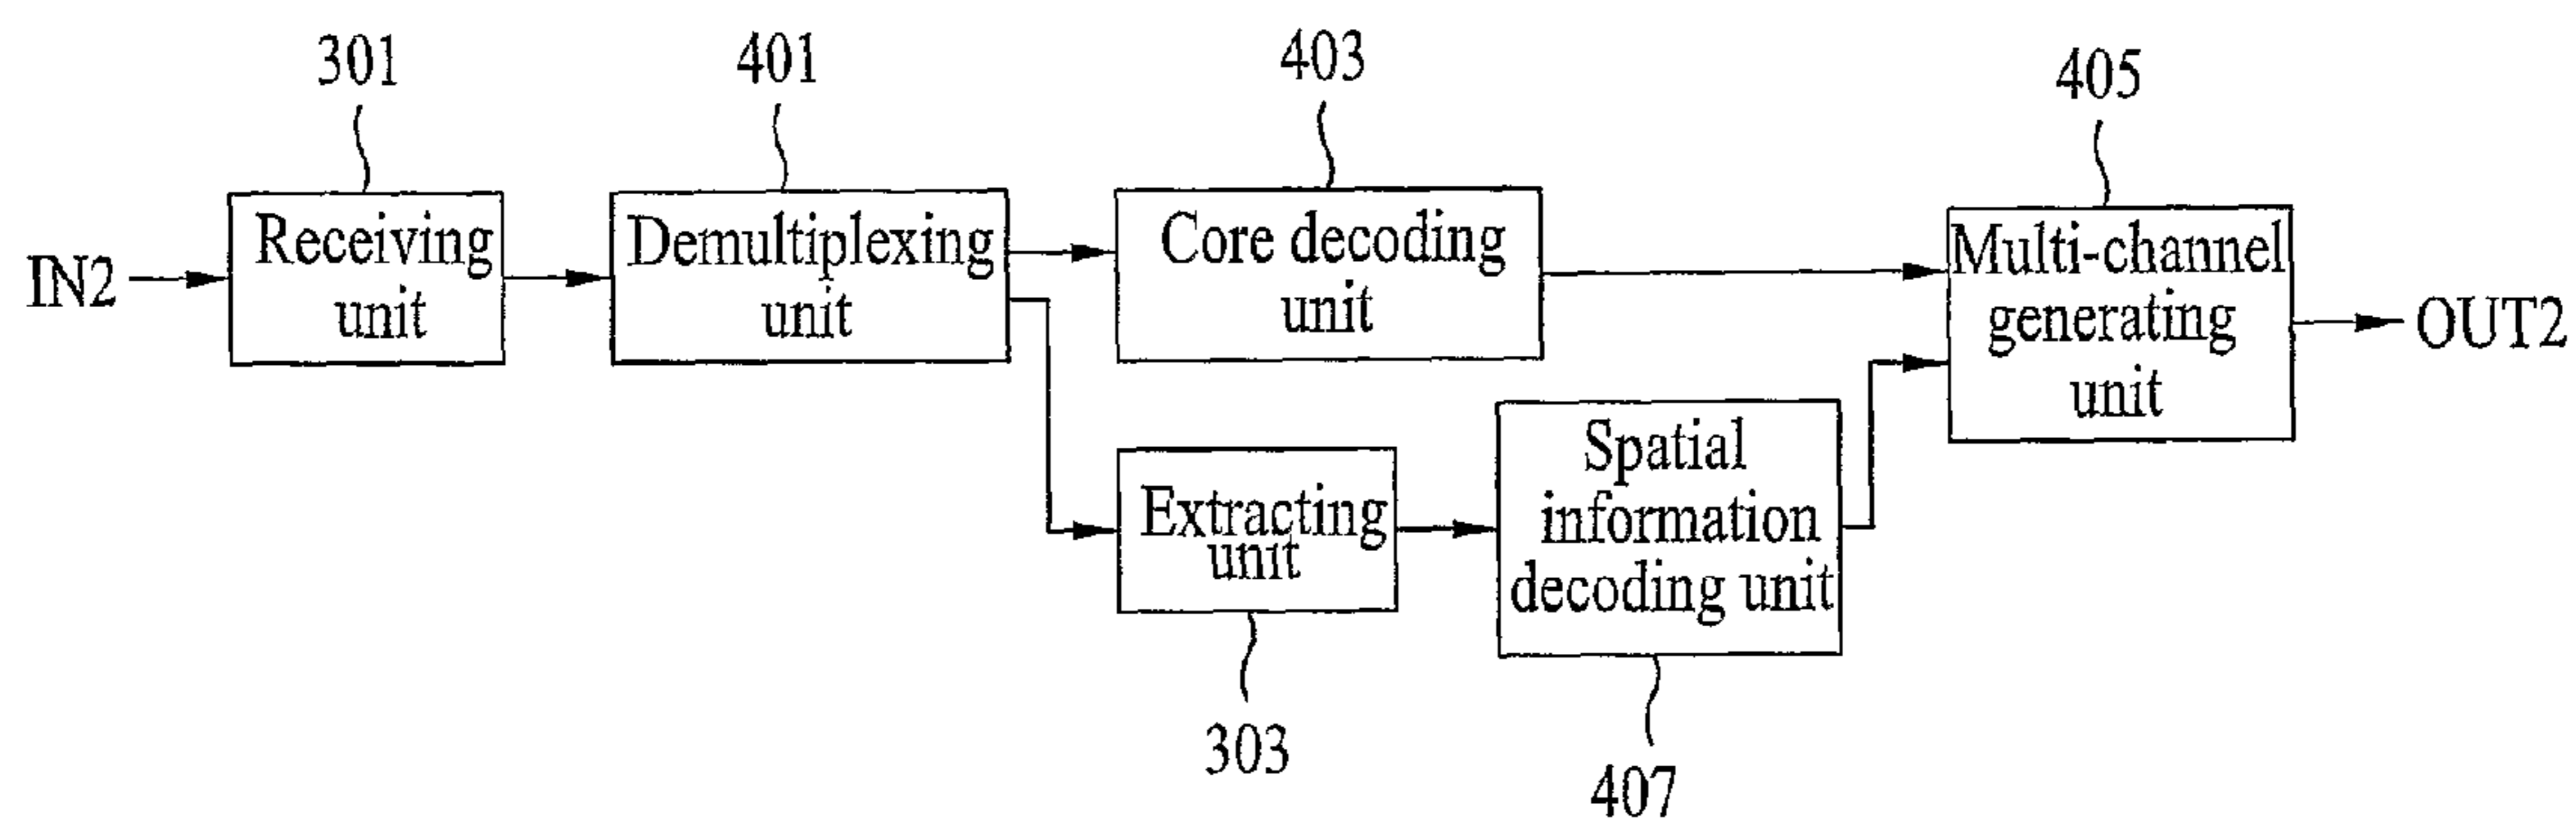 301
401
403
405
IN2
Receiving
unit
Demultiplexing
unit
Core decoding
unit
Multi-channel
generating
unit
OUT2
Extracting
unit
Spatial
information
decoding unit
303
407